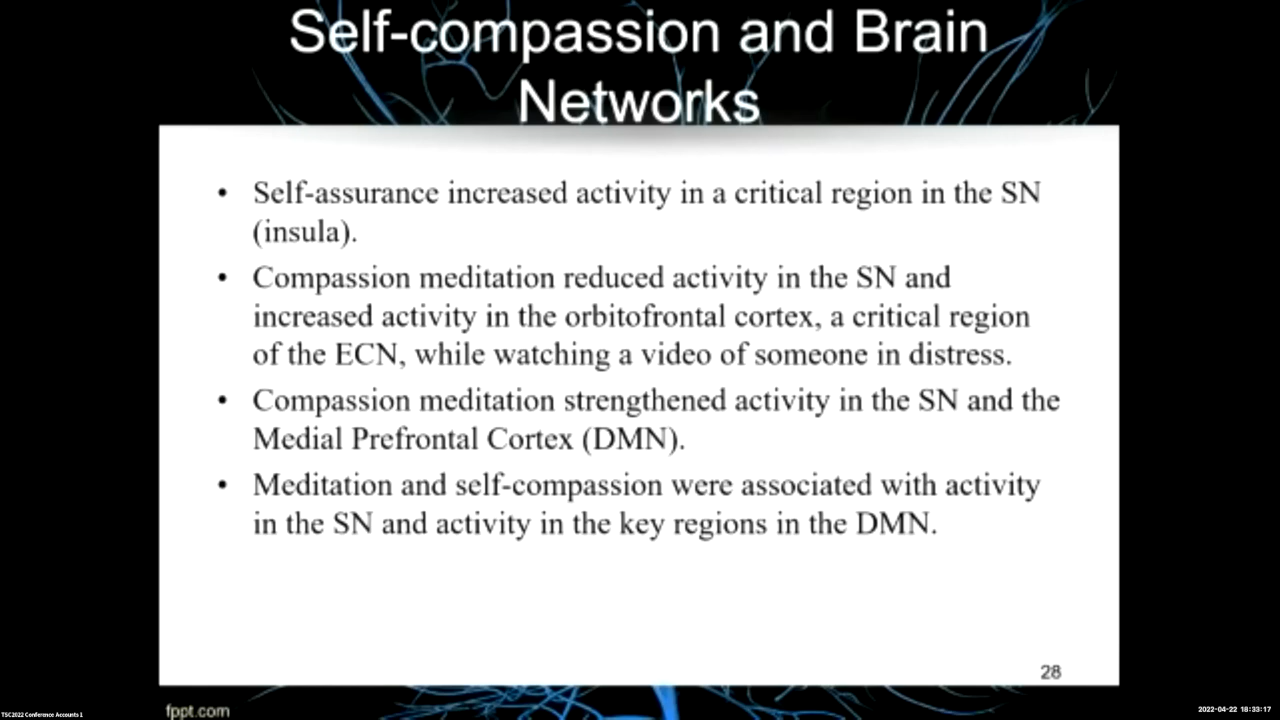 Self-compassion and Brain
Networks
• Self-assurance increased activity in a critical region in the SN
(insula).
• Compassion meditation reduced activity in the SN and
increased activity in the orbitofrontal cortex, a critical region
of the ECN, while watching a video of someone in distress.
• Compassion meditation strengthened activity in the SN and the
Medial Prefrontal Cortex (DMN).
• Meditation and self-compassion were associated with activity
in the SN and activity in the key regions in the DMN.
28
fppt.com
TSC2022 Conference Accounts 1
2022-04-22 18:33:17